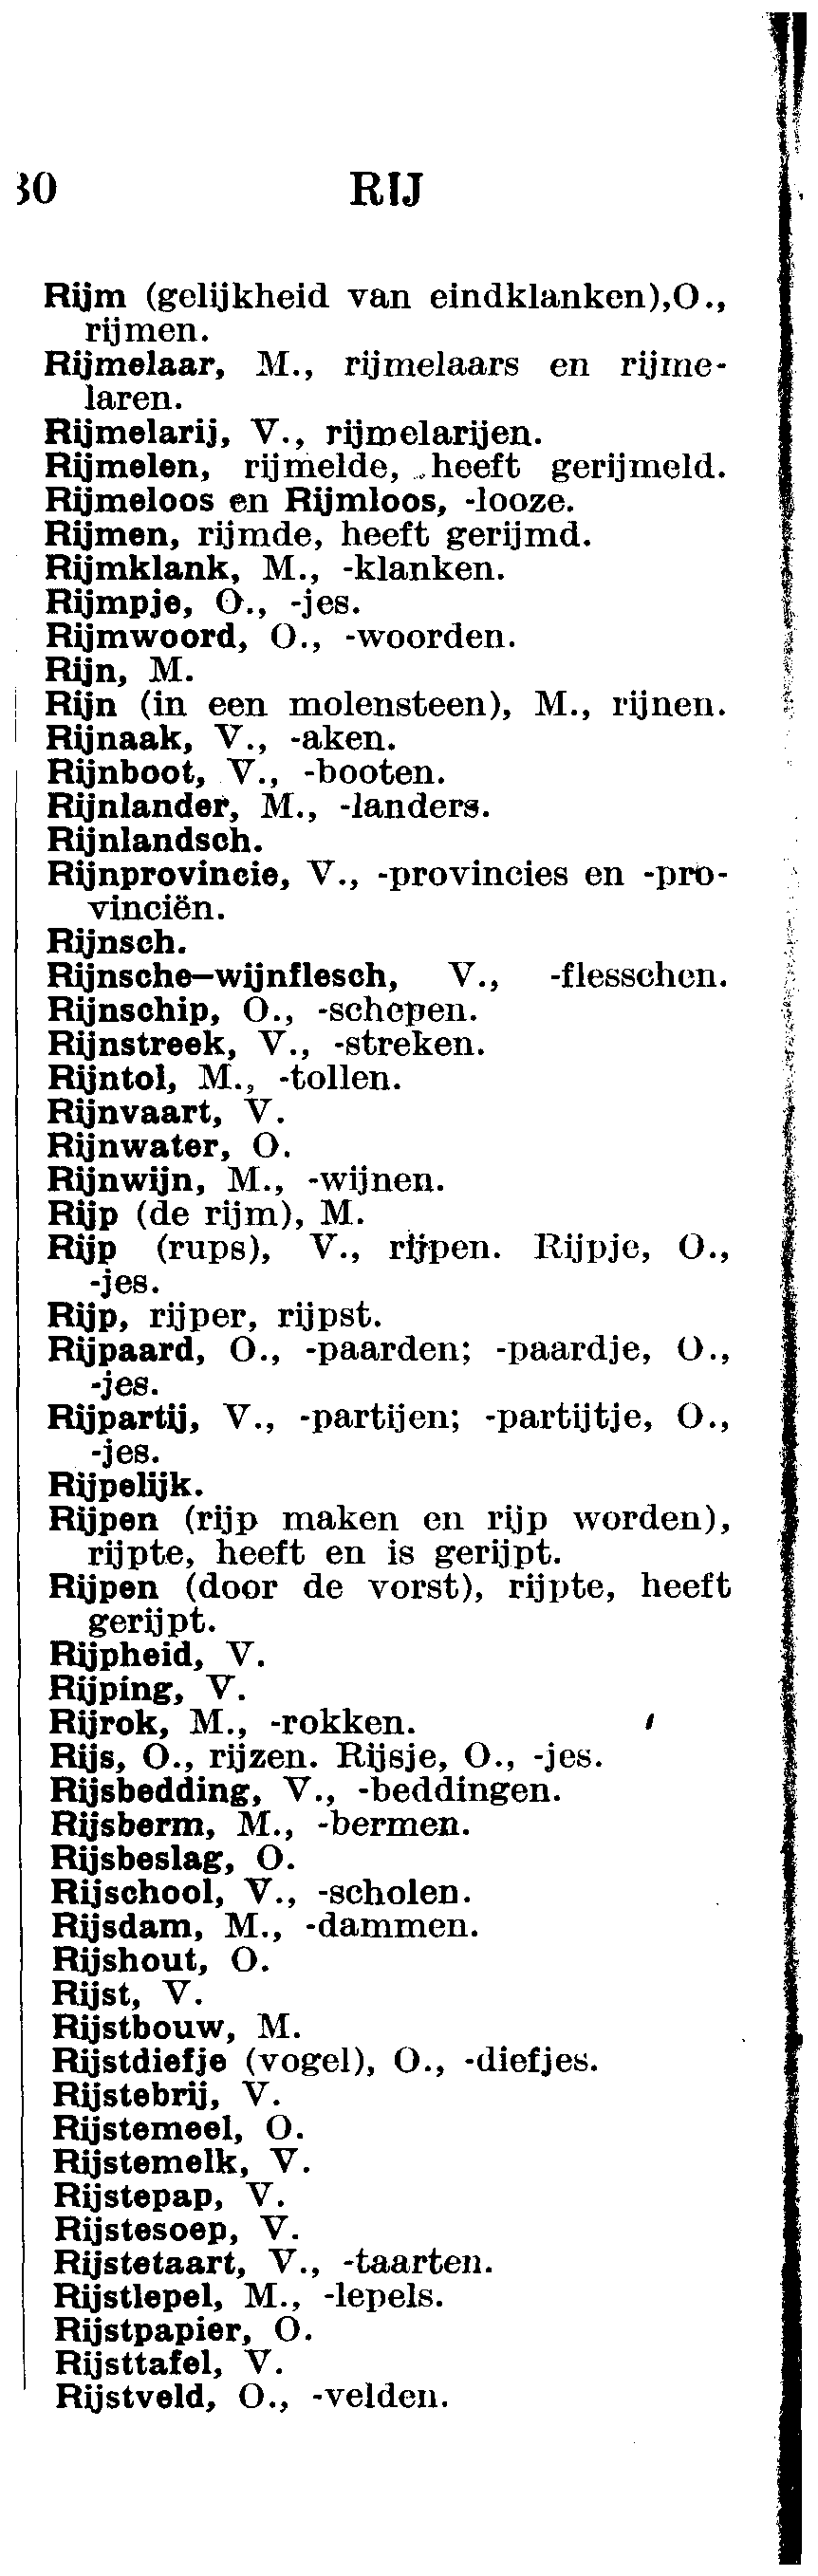 30 RIJ
Rijm (gelijkheid van eindklanken),O.,
rijmen.
Rijmelaar, M., rijmelaars en rijme-
laren.
Rijmelarij, V., rijmelarijen.
Rijmelen, rijmelde, heeft gerijmeld.
Rijmeloos en Rijmloos, -looze.
Rijmen, rijmde, heeft gerijmd.
Rijmklank, M., -klanken.
Rijmpje, O., -jes.
Rijmwoord, O., -woorden.
Rijn, M.
Rijn (in een molensteen), M., rijnen.
Rijnaak, V., -aken.
Rijnboot, V., -booten.
Rijnlander, M., -landers.
Rijnlandsch.
Rijnprovincie, V., -provincies en -pro-
vinciën.
Rijnsch.
Rijnsche—wijnflesch, V., -flesschen.
Rijnschip, O., -schepen.
Rijnstreek, V., -streken.
Rijntol, M., -tollen.
Rijnvaart, V.
Rijnwater, O.
Rijnwijn, M., -wijnen.
Rijp (de rijm), M.
Rijp (rups), V., rijpen. Rijpje, O.,
-jes.
Rijp, rijper, rijpst.
Rijpaard, O., -paarden; -paardje, O.,
-jes.
Rijpartij, V., -partijen; -partijtje, O.,
-jes.
Rijpelijk.
Rijpen (rijp maken en rijp worden),
rijpte, heeft en is gerijpt.
Rijpen (door de vorst), rijpte, heeft
gerijpt.
Rijpheid, V.
Rijping, V.
Rijrok, M., -rokken.
Rijs, O., rijzen. Rijsje, O., -jes.
Rijsbedding, V., -beddingen.
Rijsberm, M., -bermen.
Rijsbeslag, O.
Rijschool, V., -scholen.
Rijsdam, M., -dammen.
Rijshout, O.
Rijst, V.
Rijstbouw, M.
Rijstdiefje (vogel), O., -diefjes.
Rijstebrij, V.
Rijstemeel, O.
Rijstemelk, V.
Rijstepap, V.
Rijstesoep, V.
Rijstetaart, V., -taarten.
Rijstlepel, M., -lepels.
Rijstpapier, O.
Rijsttafel, V.
Rijstveld, O., -velden.